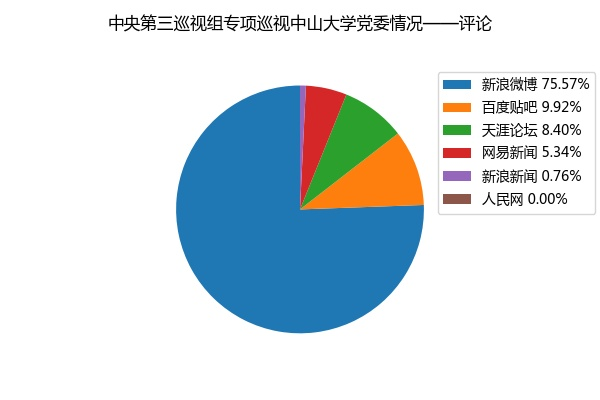 中央第三巡视组专项巡视中山大学党委情况——评论
新浪微博 75.57%
百度贴吧 9.92%
天涯论坛 8.40%
网易新闻 5.34%
新浪新闻 0.76%
人民网 0.00%